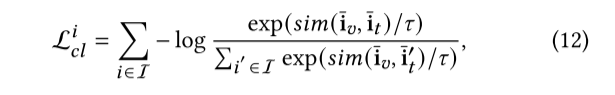 $$\mathcal{L}_{cl}^{i} = \sum_{i \in \mathcal{I}} -\log \frac{\exp(sim(\bar{\mathbf{i}}_v, \bar{\mathbf{i}}_t)/\tau)}{\sum_{i' \in \mathcal{I}} \exp(sim(\bar{\mathbf{i}}_v, \bar{\mathbf{i}}'_t)/\tau)}, \quad (12)$$